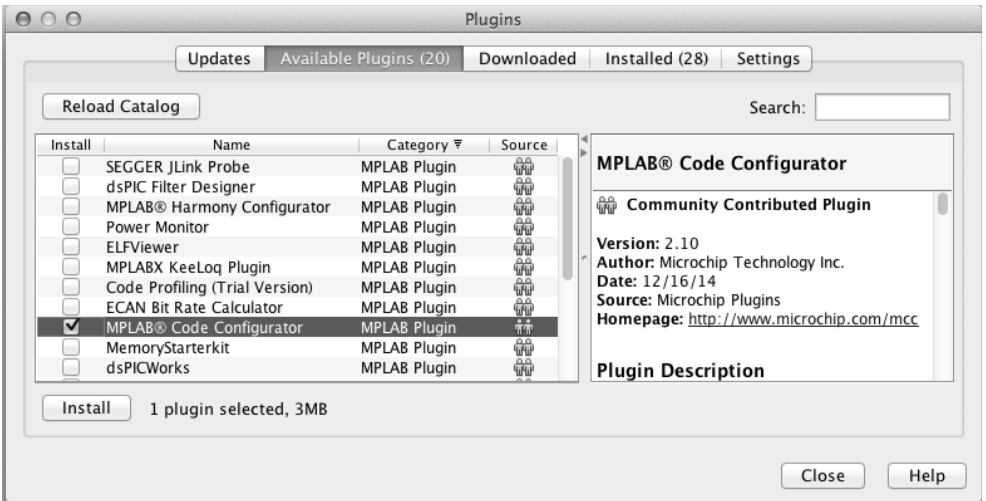 Plugins
Updates Available Plugins (20) Downloaded Installed (28) Settings
Reload Catalog Search:
Install Name Category Source
SEGGER JLink Probe MPLAB Plugin
dsPIC Filter Designer MPLAB Plugin
MPLAB® Harmony Configurator MPLAB Plugin
Power Monitor MPLAB Plugin
ELFViewer MPLAB Plugin
MPLABX KeeLoq Plugin MPLAB Plugin
Code Profiling (Trial Version) MPLAB Plugin
ECAN Bit Rate Calculator MPLAB Plugin
MPLAB® Code Configurator MPLAB Plugin
MemoryStarterkit MPLAB Plugin
dsPICWorks MPLAB Plugin
MPLAB® Code Configurator
Community Contributed Plugin
Version: 2.10
Author: Microchip Technology Inc.
Date: 12/16/14
Source: Microchip Plugins
Homepage: http://www.microchip.com/mcc
Plugin Description
Install 1 plugin selected, 3MB
Close Help